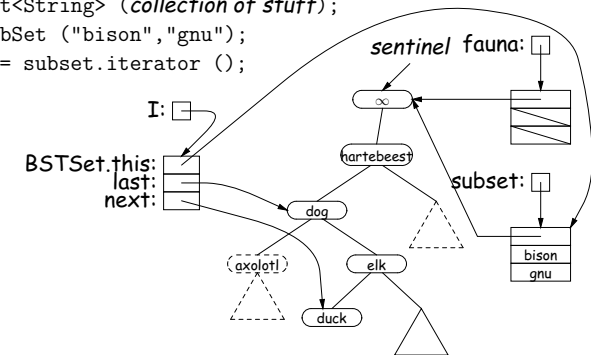 t<String> (collection of stuff);
bSet ("bison","gnu");
= subset.iterator ();
sentinel fauna:
∞
I:
hartebeest
BSTSet.this:
last:
next:
subset:
dog
axolotl
elk
bison
gnu
duck